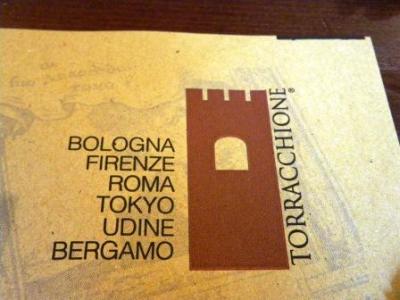 BOLOGNA
FIRENZE
ROMA
TOKYO
UDINE
BERGAMO
TORRACCHIONE®